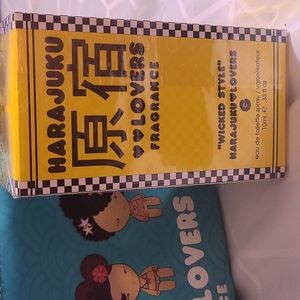 HARAJUKU
原宿
♥♥LOVERS
FRAGRANCE
"WICKED STYLE"
HARAJUKU♥LOVERS
G
eau de toilette spray / vaporisateur
10ml e .33 fl oz
LOVERS